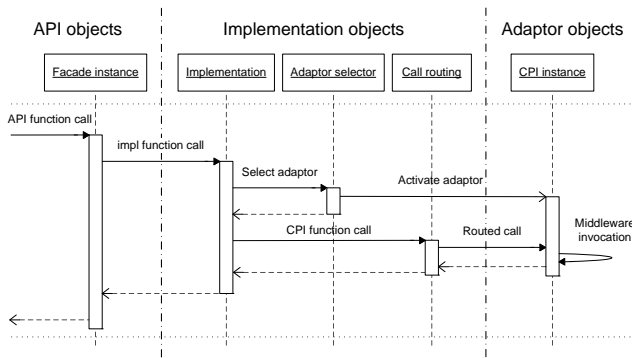 API objects
Implementation objects
Adaptor objects
Facade instance
Implementation
Adaptor selector
Call routing
CPI instance
API function call
impl function call
Select adaptor
Activate adaptor
CPI function call
Routed call
Middleware
invocation